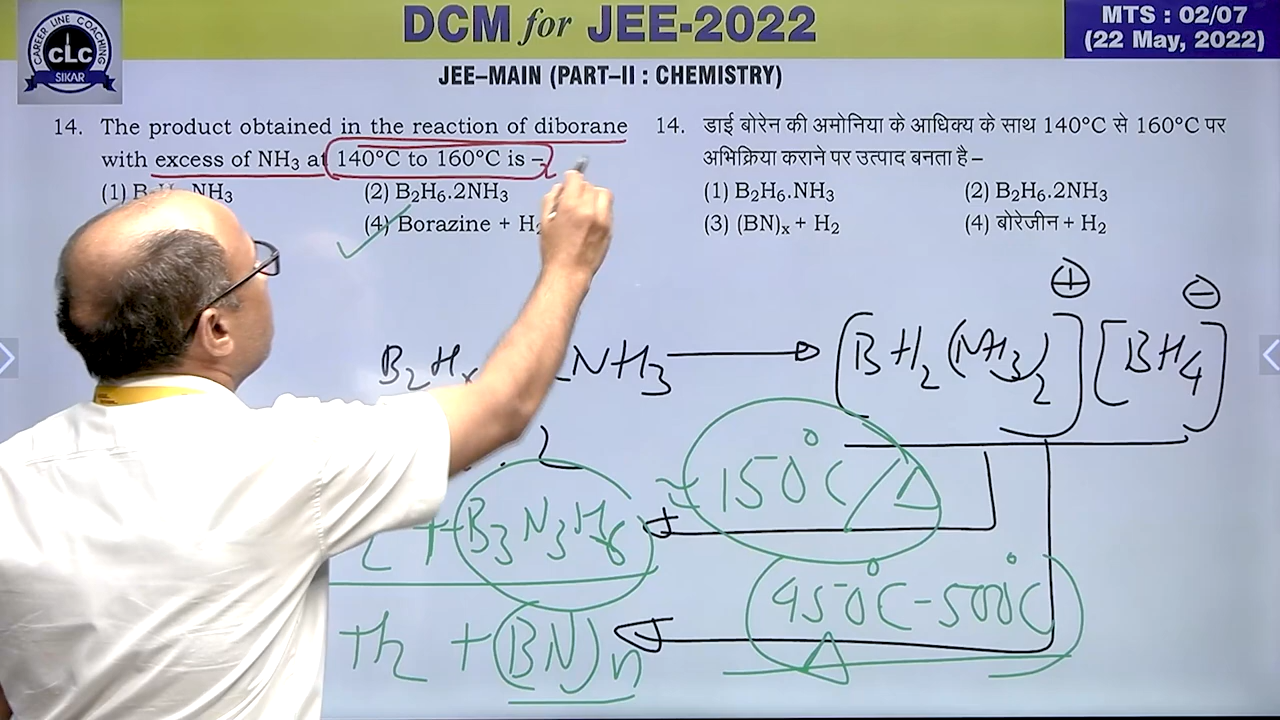 CAREER LINE COACHING
CLC
SIKAR
DCM for JEE-2022
MTS : 02/07
(22 May, 2022)
JEE–MAIN (PART–II : CHEMISTRY)
14. The product obtained in the reaction of diborane
with excess of NH3 at 140°C to 160°C is –
NH3
(2) B2H6.2NH3
(4) Borazine + H2
14. डाई बोरेन की अमोनिया के आधिक्य के साथ 140°C से 160°C पर
अभिक्रिया कराने पर उत्पाद बनता है –
(1) B2H6.NH3
(2) B2H6.2NH3
(3) (BN)x + H2
(4) बोरेजीन + H2
NH3 → [BH2(NH3)2]⊕ [BH4]⊖
+ B3N3H6 ≈ 150°C/Δ
+ (BN)n 450°C-500°C
Δ